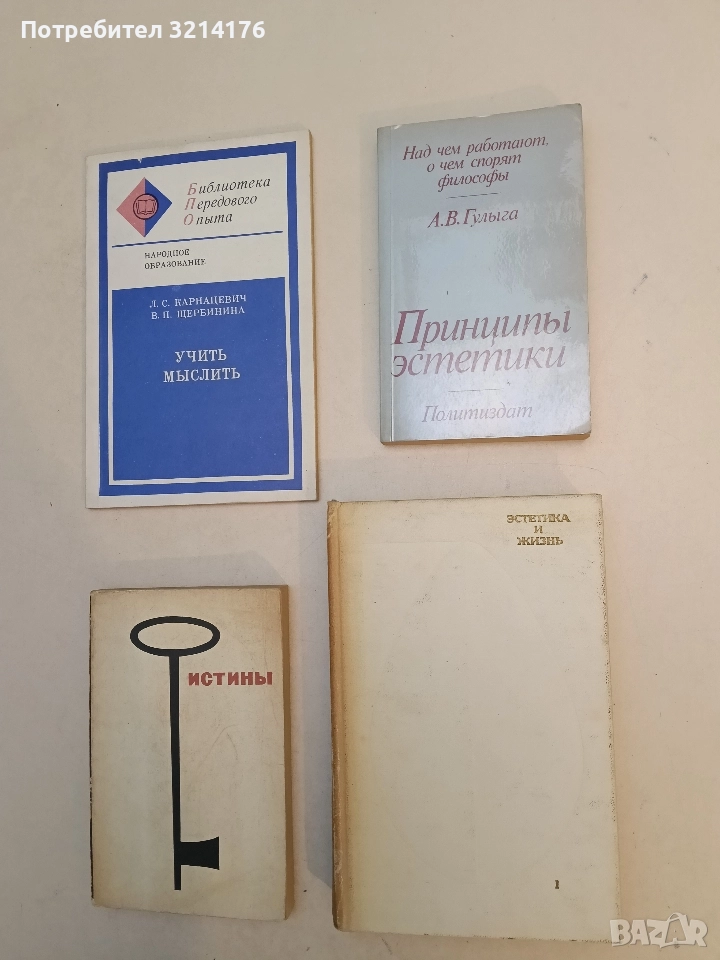 Потребител 3214176
Библиотека
Передового
Опыта
НАРОДНОЕ
ОБРАЗОВАНИЕ
Л. С. КАРНАЦЕВИЧ
В. П. ЩЕРБИНИНА
УЧИТЬ
МЫСЛИТЬ
Над чем работают,
о чем спорят
философы
А.В.Гулыга
Принципы
эстетики
Политиздат
ИСТИНЫ
ЭСТЕТИКА
И
ЖИЗНЬ
1
BAZAR